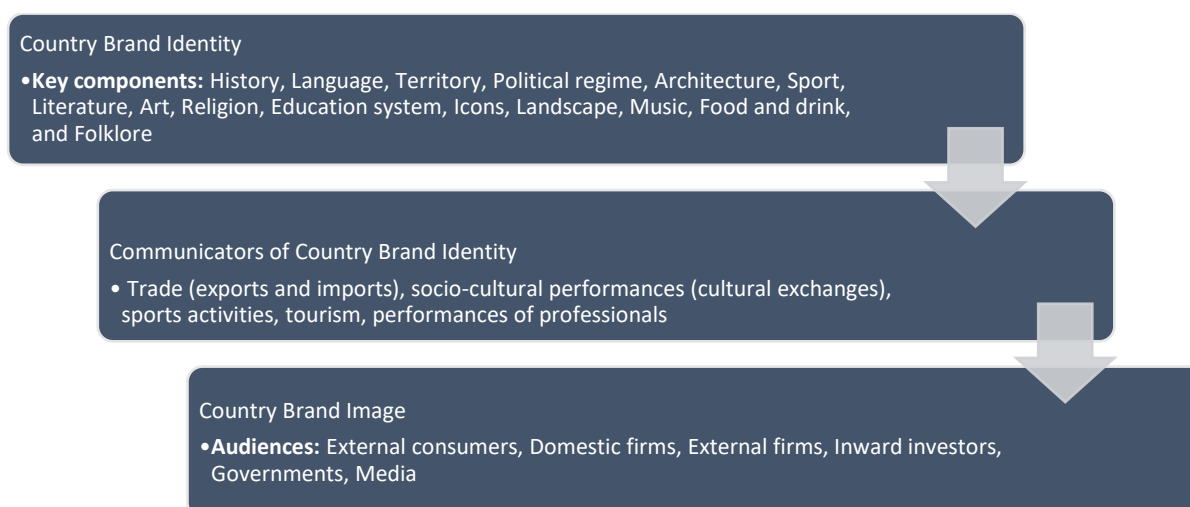 Country Brand Identity
•Key components: History, Language, Territory, Political regime, Architecture, Sport,
Literature, Art, Religion, Education system, Icons, Landscape, Music, Food and drink,
and Folklore
Communicators of Country Brand Identity
• Trade (exports and imports), socio-cultural performances (cultural exchanges),
sports activities, tourism, performances of professionals
Country Brand Image
•Audiences: External consumers, Domestic firms, External firms, Inward investors,
Governments, Media